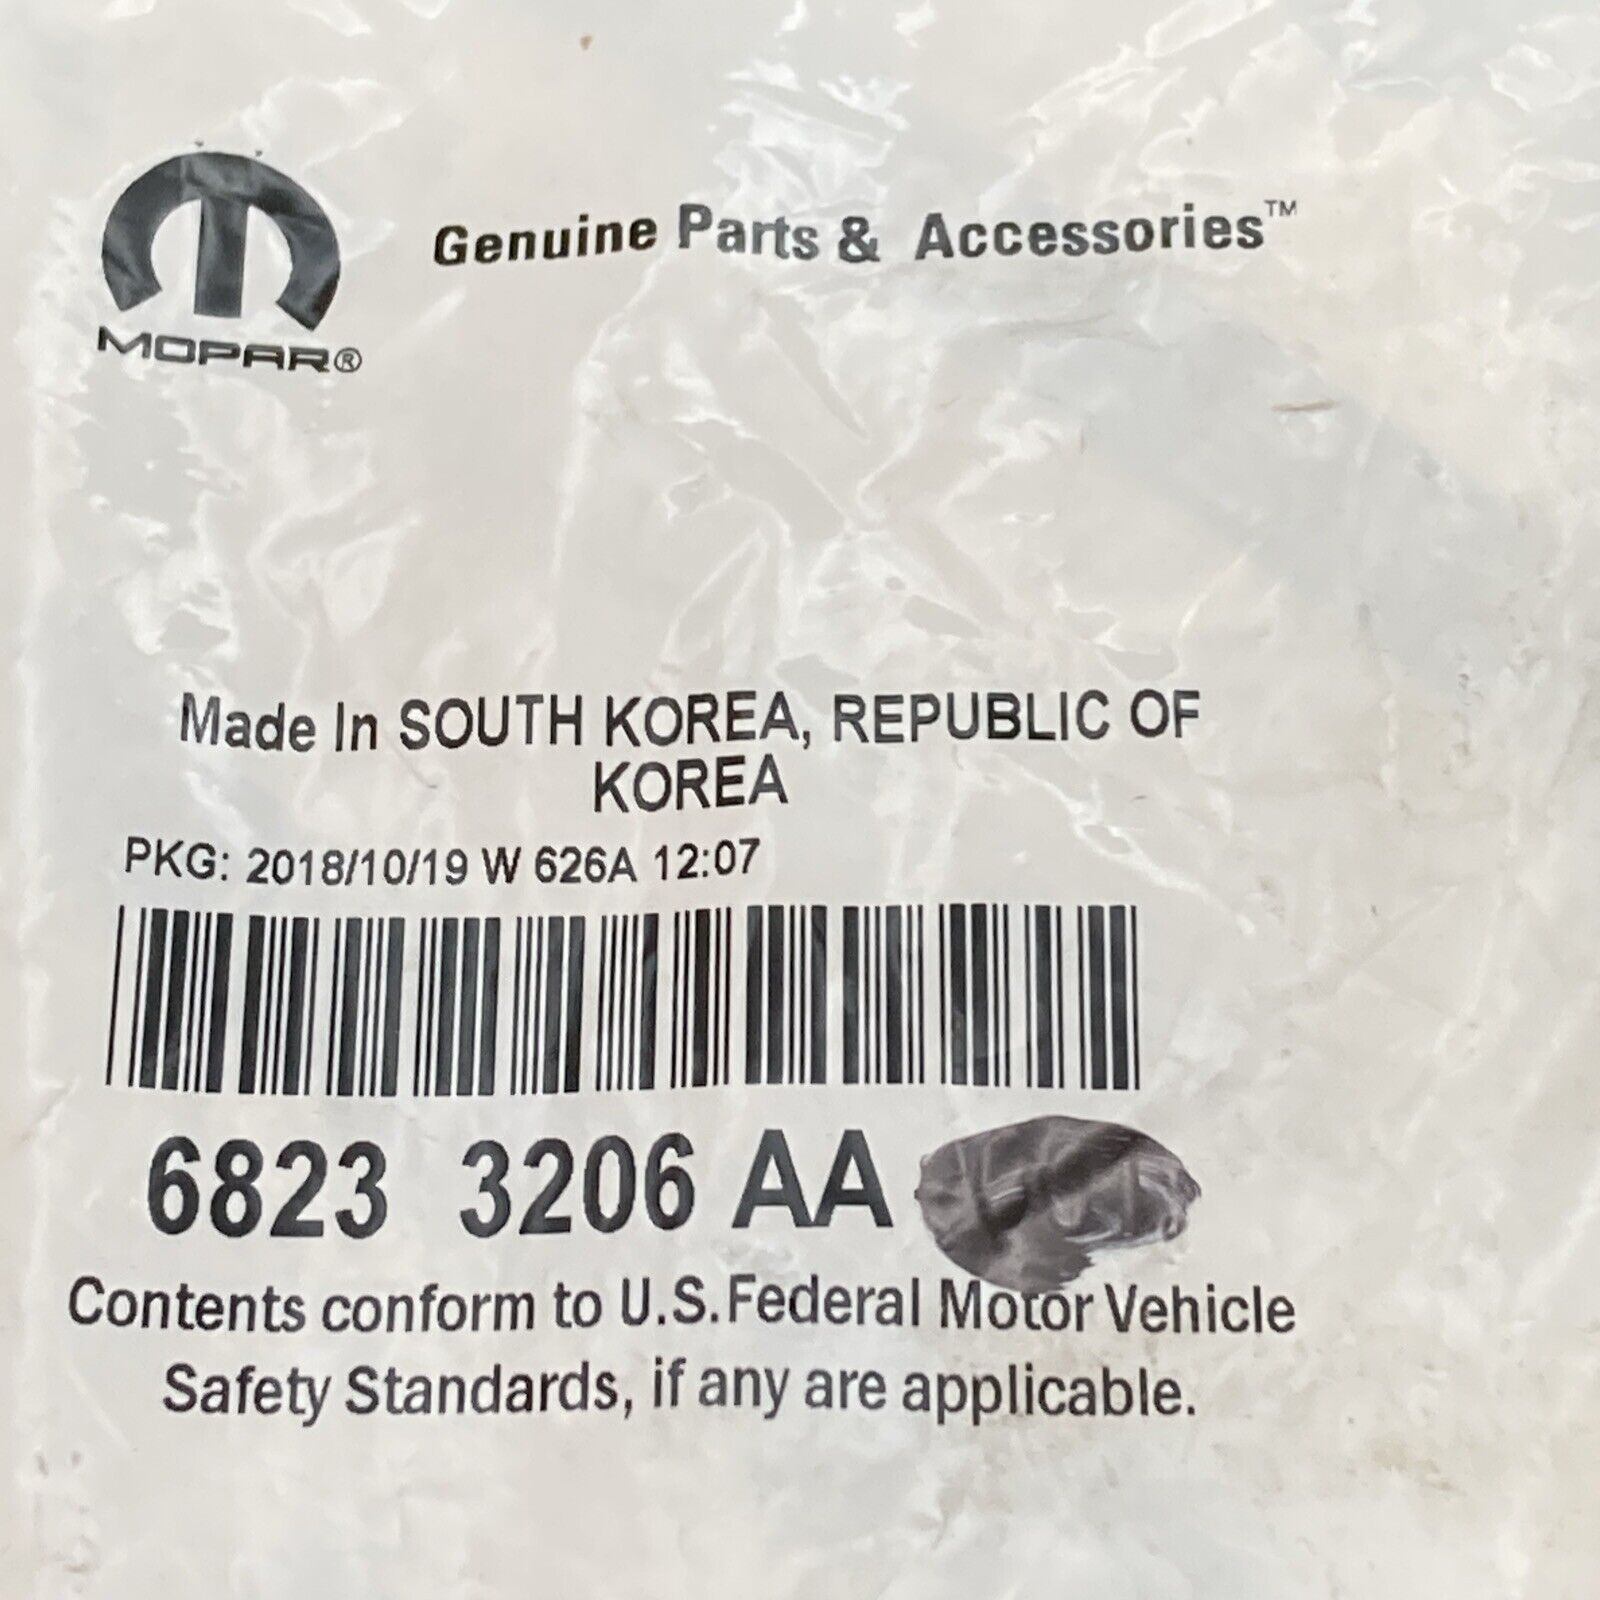 Genuine Parts & Accessories™
MOPAR®
Made In SOUTH KOREA, REPUBLIC OF
KOREA
PKG: 2018/10/19 W 626A 12:07
6823 3206 AA
Contents conform to U.S. Federal Motor Vehicle
Safety Standards, if any are applicable.